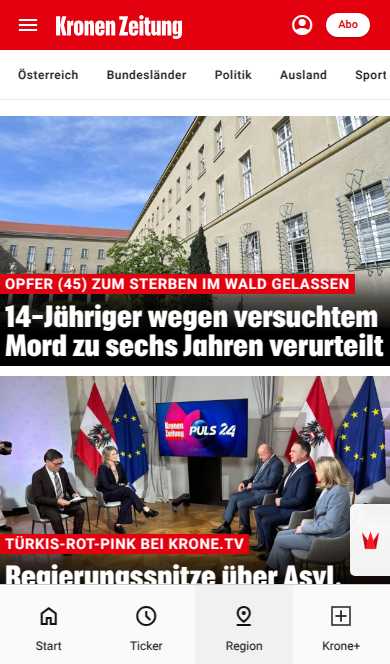 Kronen Zeitung
Abo
Österreich Bundesländer Politik Ausland Sport
OPFER (45) ZUM STERBEN IM WALD GELASSEN
14-Jähriger wegen versuchtem
Mord zu sechs Jahren verurteilt
Kronen
Zeitung
PULS 24
TÜRKIS-ROT-PINK BEI KRONE.TV
Regierungsspitze über Asyl,
Start Ticker Region Krone+